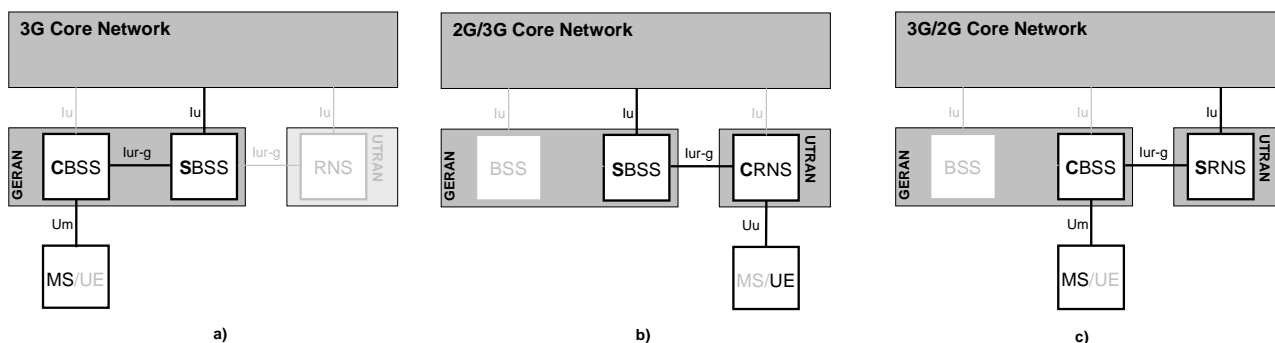 3G Core Network
Iu
Iu
Iu
GERAN
CBSS
Iur-g
SBSS
Iur-g
RNS
UTRAN
Um
MS/UE
a)
2G/3G Core Network
Iu
Iu
Iu
GERAN
BSS
SBSS
Iur-g
CRNS
UTRAN
Uu
MS/UE
b)
3G/2G Core Network
Iu
Iu
Iu
GERAN
BSS
CBSS
Iur-g
SRNS
UTRAN
Um
MS/UE
c)